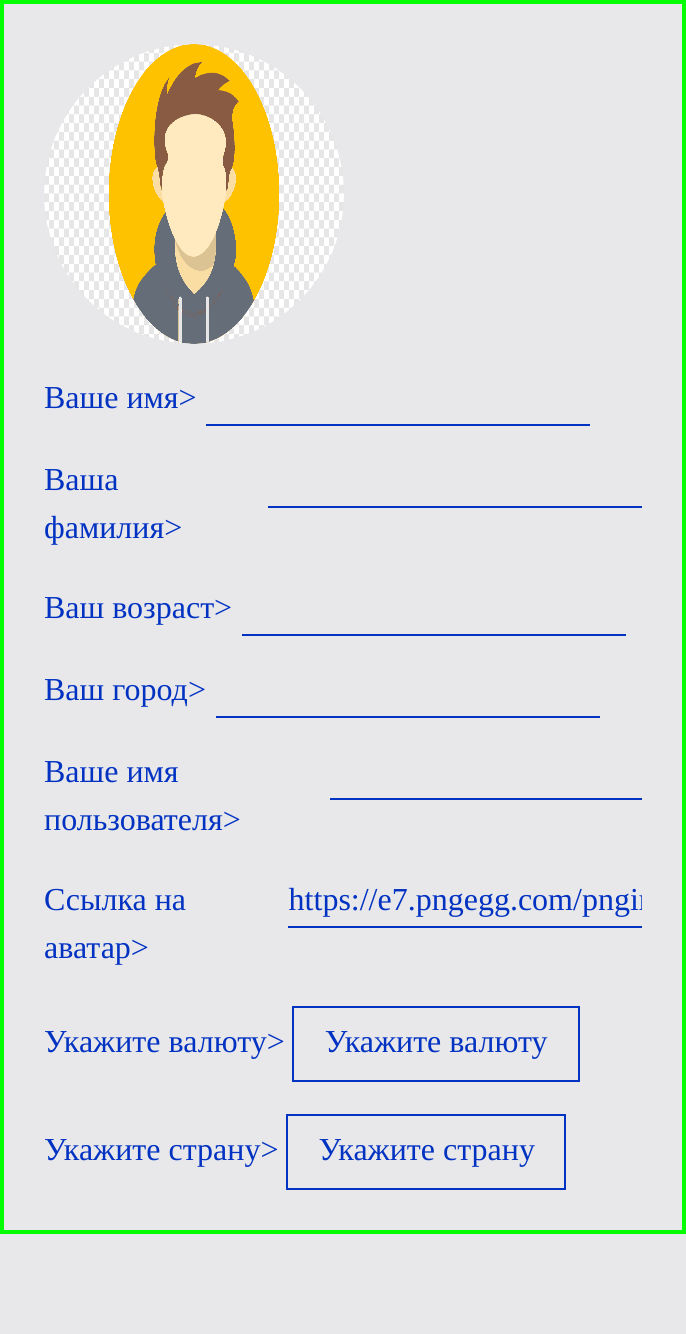 Ваше имя>
Ваша
фамилия>
Ваш возраст>
Ваш город>
Ваше имя
пользователя>
Ссылка на
https://e7.pngegg.com/pngi
аватар>
Укажите валюту>
Укажите валюту
Укажите страну>
Укажите страну